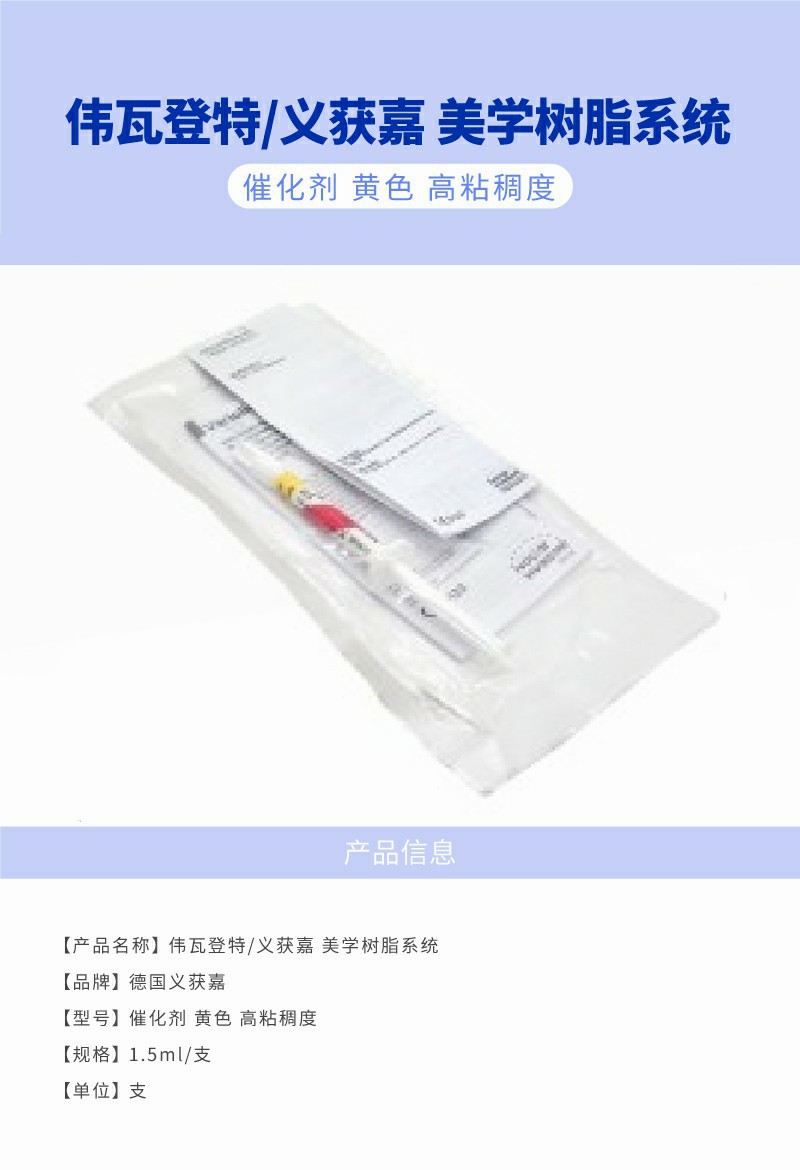 伟瓦登特/义获嘉 美学树脂系统
催化剂 黄色 高粘稠度
产品信息
【产品名称】伟瓦登特/义获嘉 美学树脂系统
【品牌】德国义获嘉
【型号】催化剂 黄色 高粘稠度
【规格】1.5ml/支
【单位】支